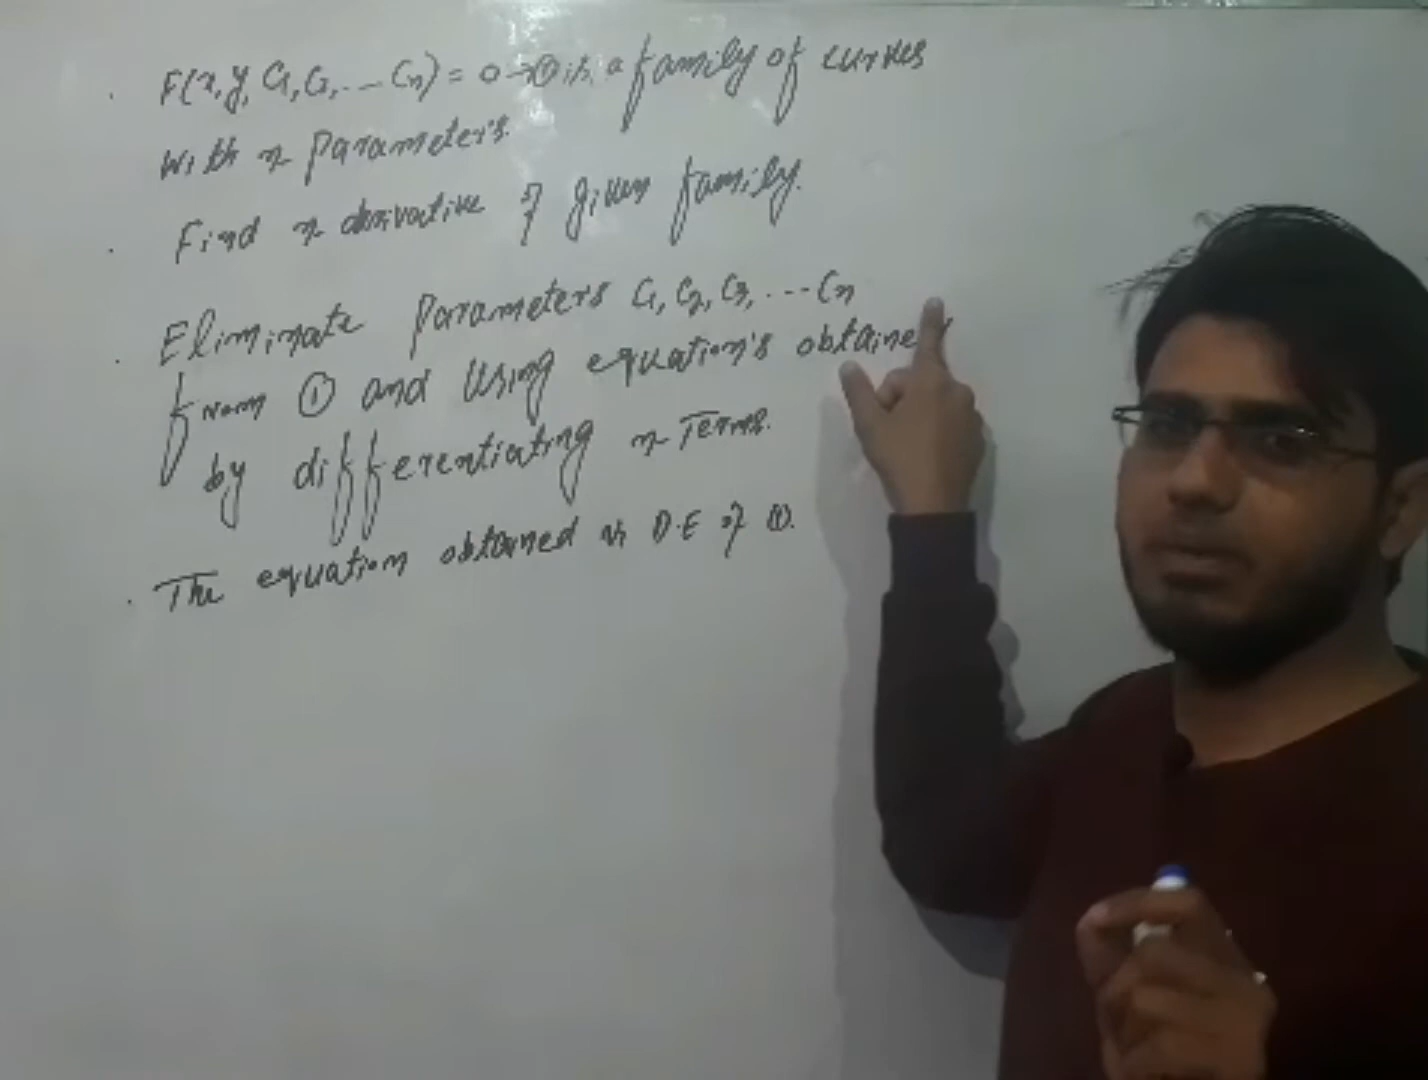 F(x, y, C1, C2, ... Cn) = 0 → ① is a family of curves
with n parameters.
Find n derivative of given family.
Eliminate parameters C1, C2, C3, ... Cn
from ① and using equation's obtained
by differentiating n Terms.
The equation obtained is D.E of ①.